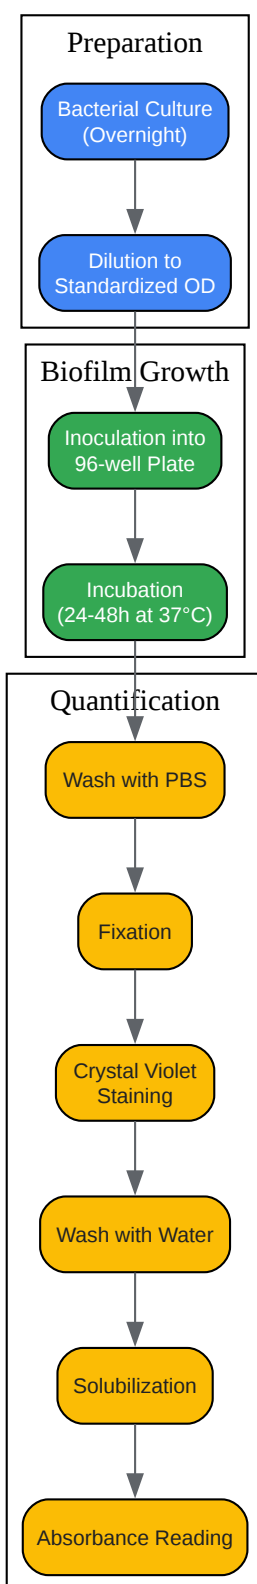 Preparation
Bacterial Culture
(Overnight)
Dilution to
Standardized OD
Biofilm Growth
Inoculation into
96-well Plate
Incubation
(24-48h at 37°C)
Quantification
Wash with PBS
Fixation
Crystal Violet
Staining
Wash with Water
Solubilization
Absorbance Reading